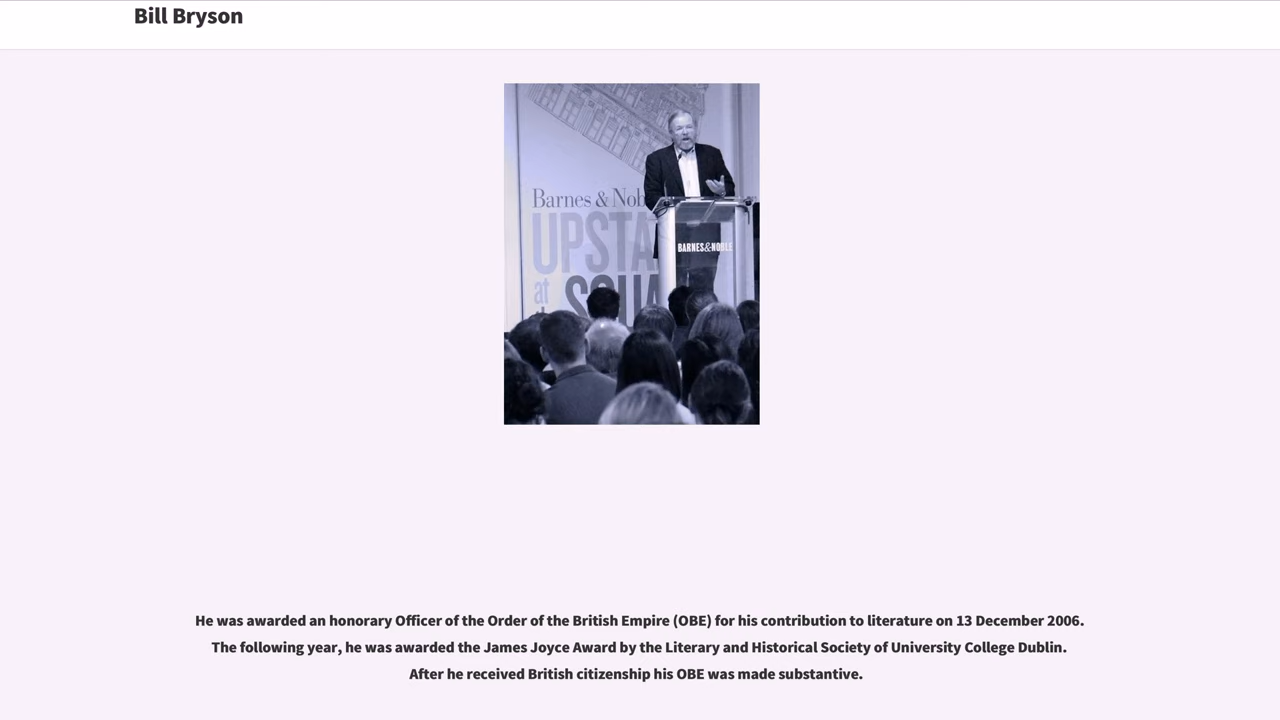 Bill Bryson
Barnes & Nob
UPSTA
at
SQUA
BARNES&NOBLE
He was awarded an honorary Officer of the Order of the British Empire (OBE) for his contribution to literature on 13 December 2006.
The following year, he was awarded the James Joyce Award by the Literary and Historical Society of University College Dublin.
After he received British citizenship his OBE was made substantive.